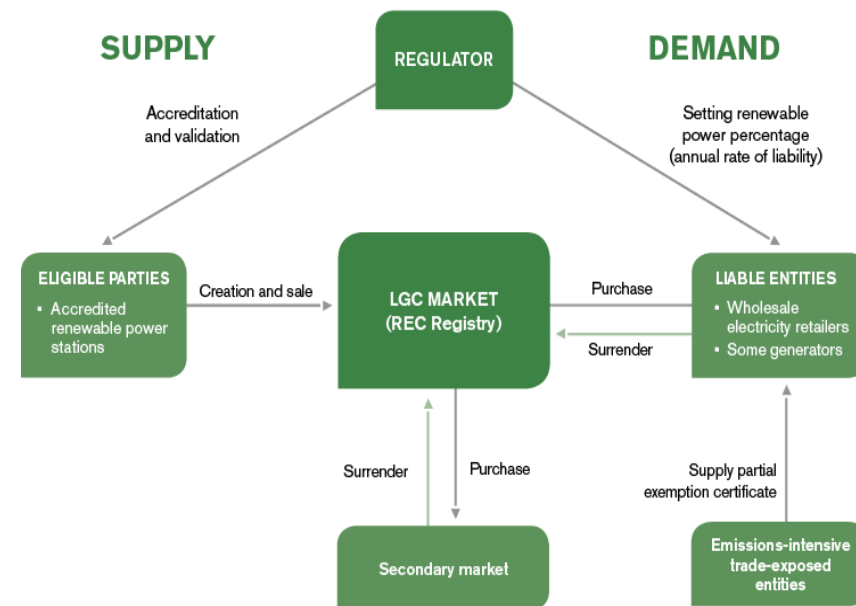 SUPPLY
REGULATOR
DEMAND
Accreditation
and validation
Setting renewable
power percentage
(annual rate of liability)
ELIGIBLE PARTIES
▪ Accredited
renewable power
stations
Creation and sale
LGC MARKET
(REC Registry)
Purchase
Surrender
LIABLE ENTITIES
▪ Wholesale
electricity retailers
▪ Some generators
Surrender
Purchase
Supply partial
exemption certificate
Secondary market
Emissions-intensive
trade-exposed
entities